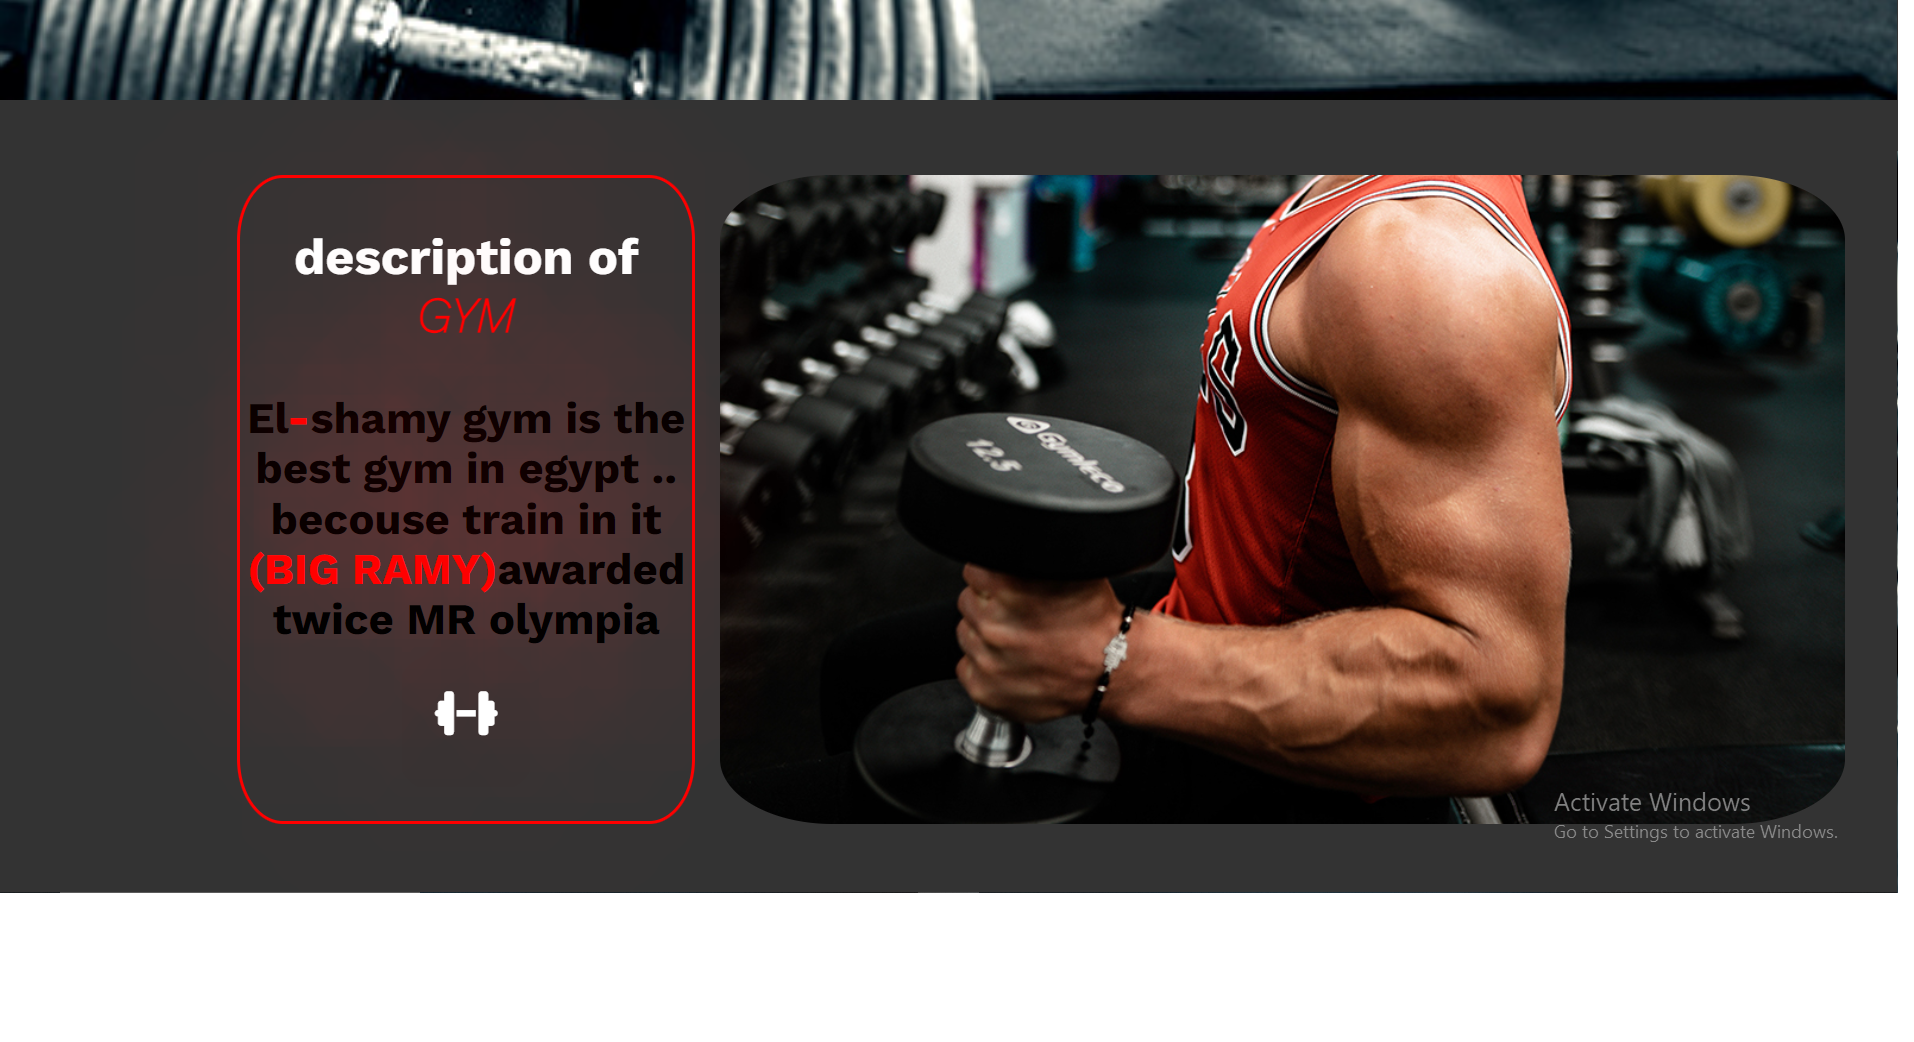 description of
GYM
El-shamy gym is the
best gym in egypt ..
becouse train in it
(BIG RAMY)awarded
twice MR olympia
Gymleco
12.5
Activate Windows
Go to Settings to activate Windows.